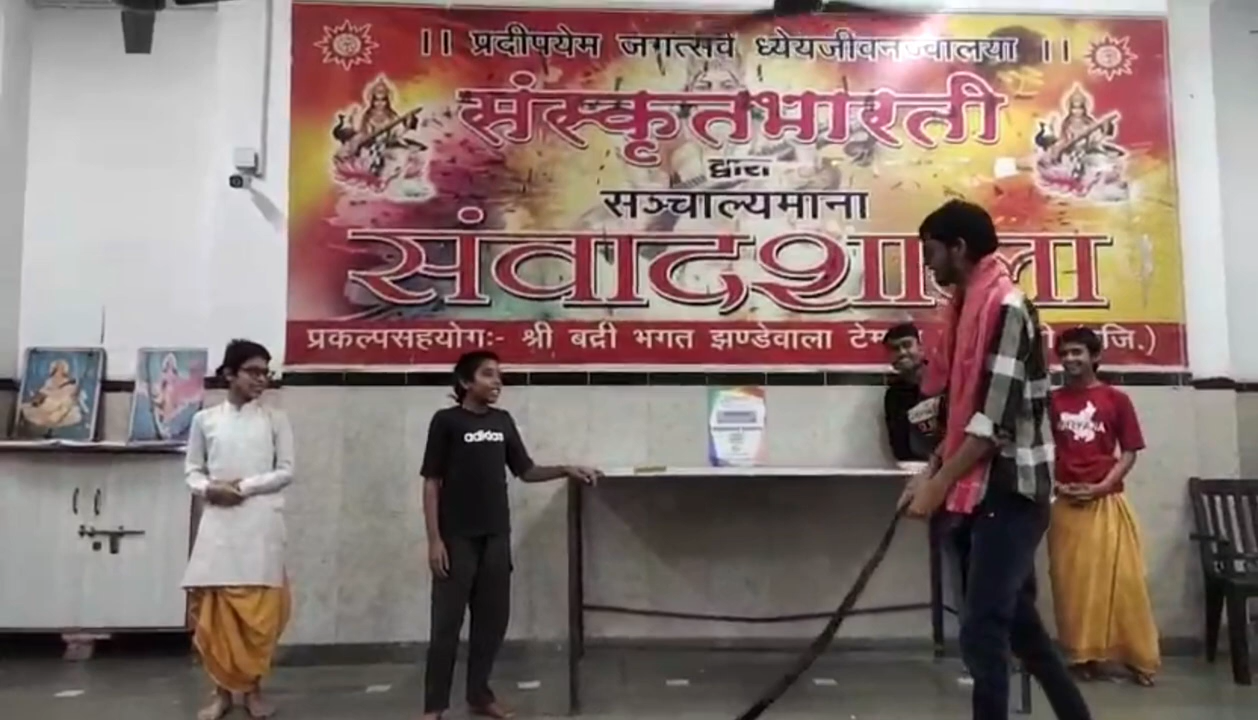 ।। प्रदीपयेम जगत्सर्वं ध्येयजीवनज्वालया ।।
संस्कृतभारती
द्वारा
सञ्चाल्यमाना
संवादशाला
प्रकल्पसहयोगः- श्री बद्री भगत झण्डेवाला जि.)
adidas